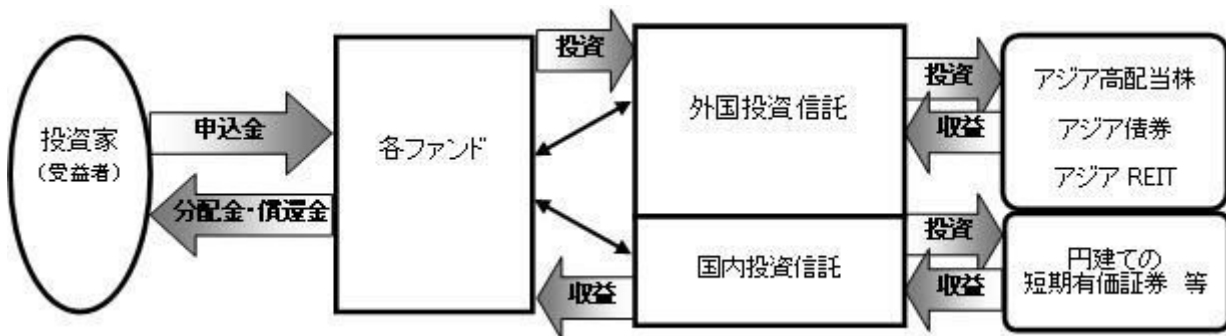 投資家
(受益者)
申込金
分配金・償還金
各ファンド
投資
収益
外国投資信託
国内投資信託
投資
収益
投資
収益
アジア高配当株
アジア債券
アジア REIT
円建ての
短期有価証券 等